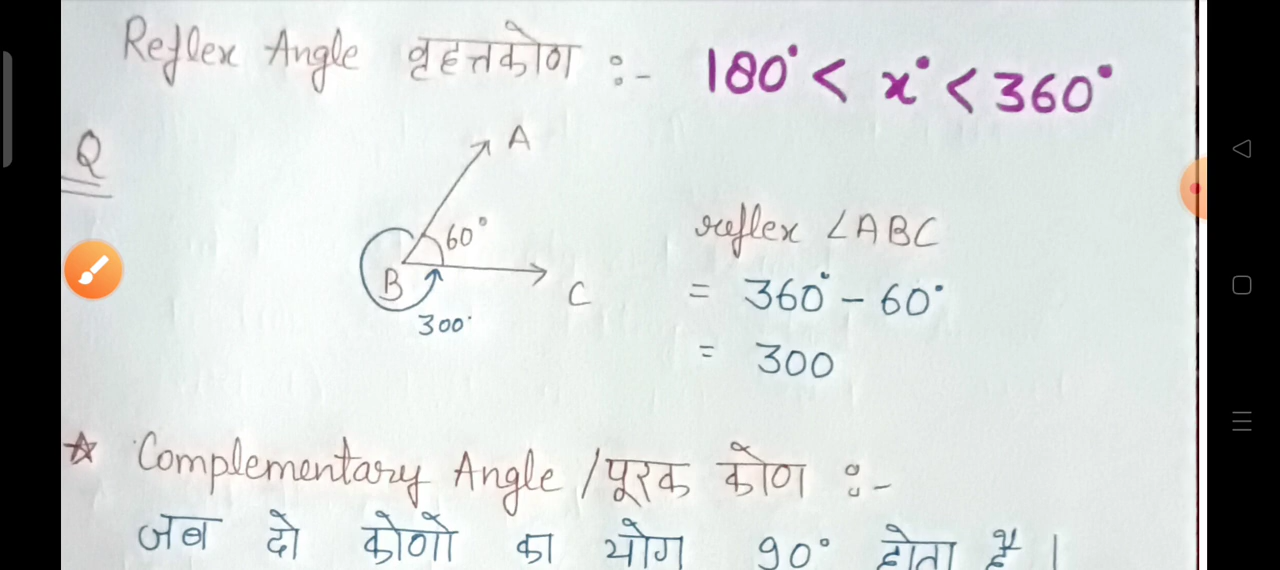 Reflex Angle वृहत्तकोण :- 180° < x° < 360°
Q
A
60°
B
C
300°
reflex ∠ABC
= 360° - 60°
= 300
☆ Complementary Angle / पूरक कोण :-
जब दो कोणो का योग 90° होता है ।